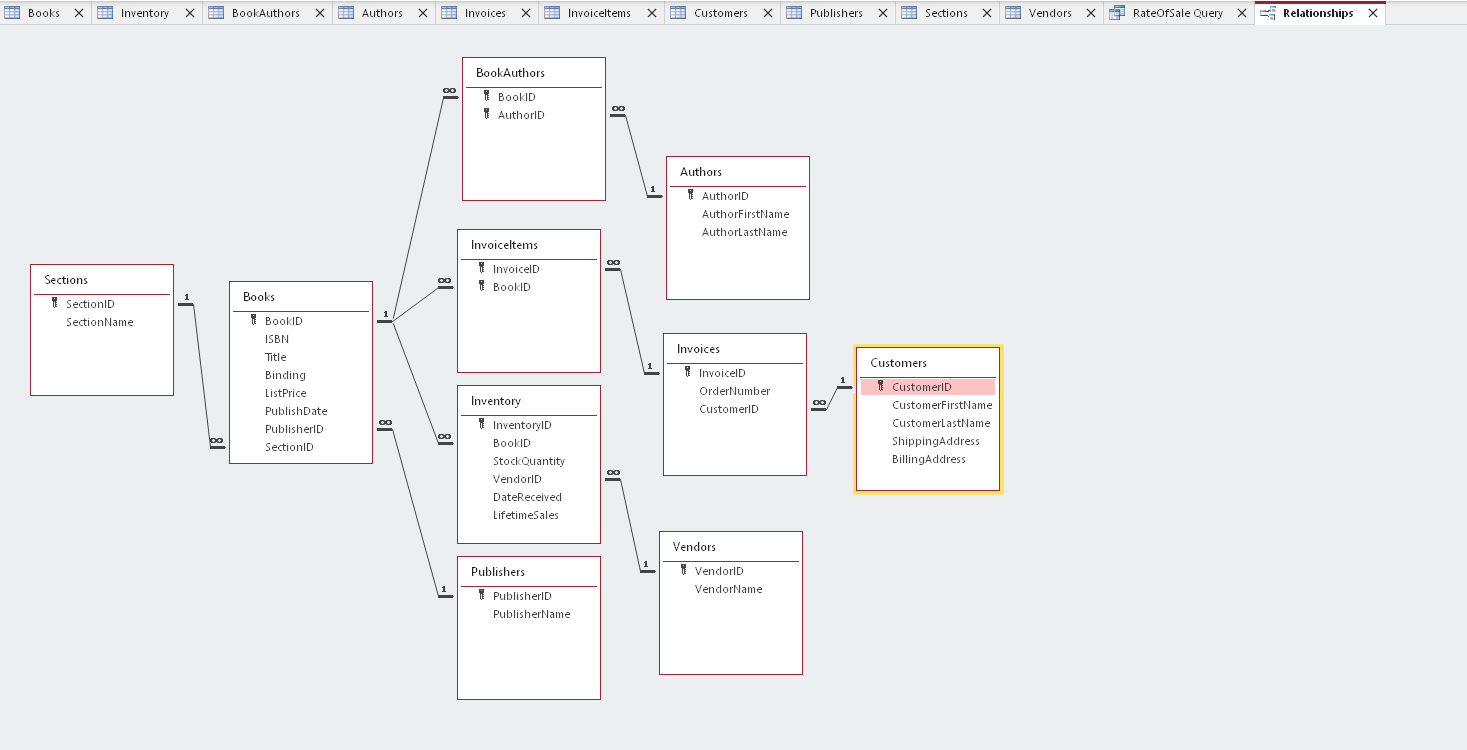 Books
Inventory
BookAuthors
Authors
Invoices
InvoiceItems
Customers
Publishers
Sections
Vendors
RateOfSale Query
Relationships
BookAuthors
BookID
AuthorID
Authors
AuthorID
AuthorFirstName
AuthorLastName
InvoiceItems
InvoiceID
BookID
Sections
SectionID
SectionName
Books
BookID
ISBN
Title
Binding
ListPrice
PublishDate
PublisherID
SectionID
Invoices
InvoiceID
OrderNumber
CustomerID
Customers
CustomerID
CustomerFirstName
CustomerLastName
ShippingAddress
BillingAddress
Inventory
InventoryID
BookID
StockQuantity
VendorID
DateReceived
LifetimeSales
Vendors
VendorID
VendorName
Publishers
PublisherID
PublisherName
∞
∞
1
∞
∞
1
1
∞
1
1
∞
∞
∞
∞
∞
1
1